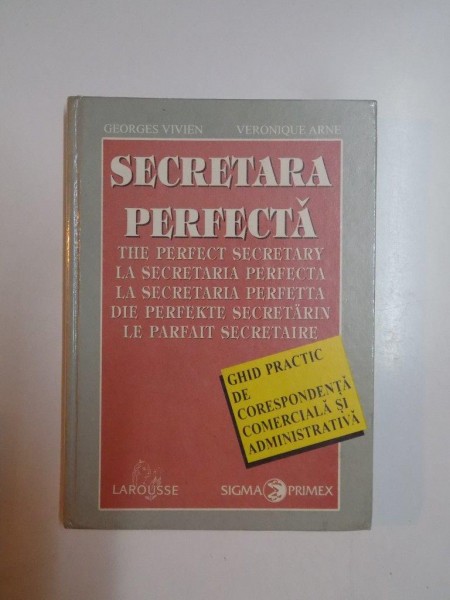 GEORGES VIVIEN VERONIQUE ARNE
SECRETARA
PERFECTĂ
THE PERFECT SECRETARY
LA SECRETARIA PERFECTA
LA SECRETARIA PERFETTA
DIE PERFEKTE SECRETÄRIN
LE PARFAIT SECRETAIRE
GHID PRACTIC
DE
CORESPONDENȚĂ
COMERCIALĂ ȘI
ADMINISTRATIVĂ
LAROUSSE SIGMA PRIMEX